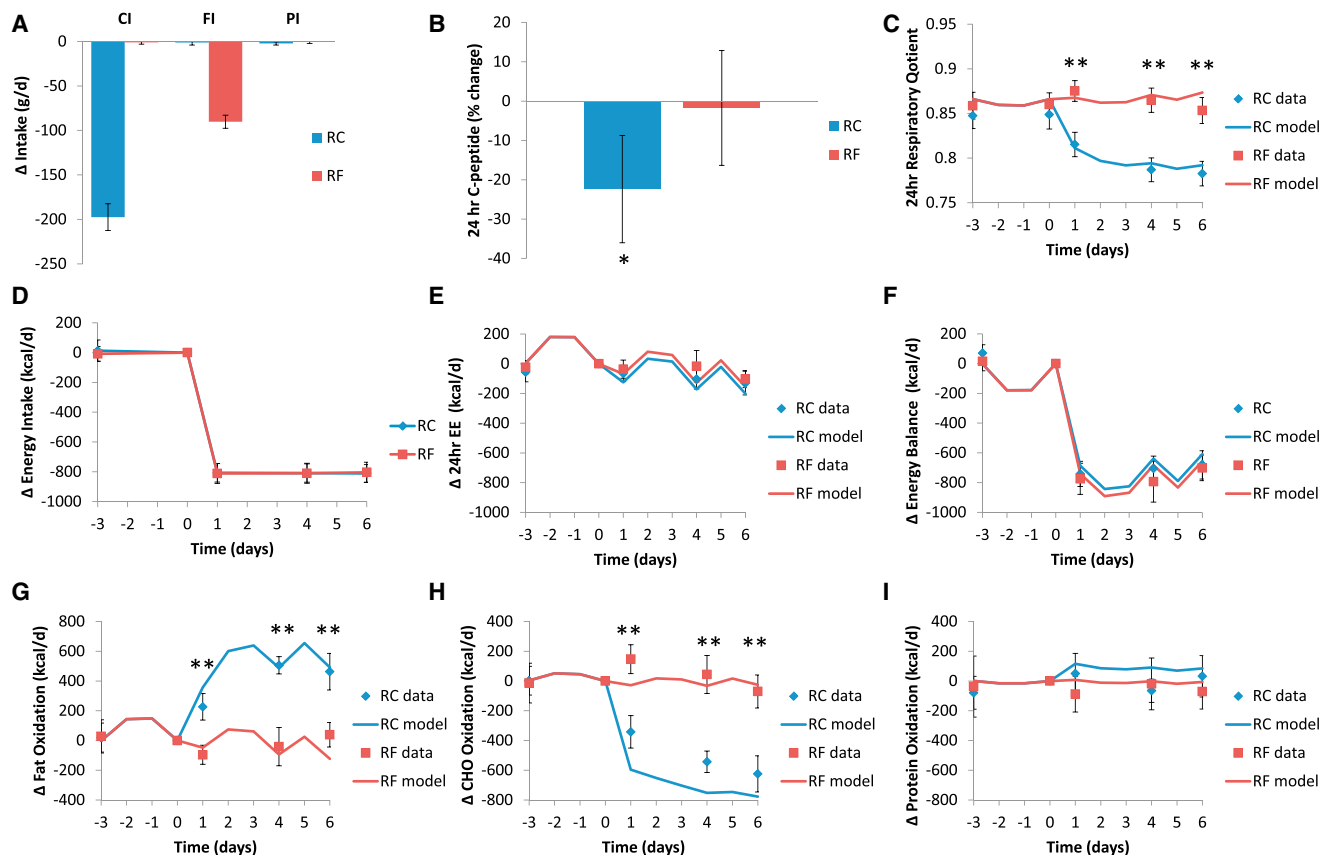 A
CI FI PI
Δ Intake (g/d)
0
-50
-100
-150
-200
-250
RC
RF
B
24 hr C-peptide (% change)
20
10
0
-10
-20
-30
-40
*
RC
RF
C
24hr Respiratory Qotient
0.95
0.9
0.85
0.8
0.75
** ** **
-3 -2 -1 0 1 2 3 4 5 6
Time (days)
RC data
RC model
RF data
RF model
D
Δ Energy Intake (kcal/d)
200
0
-200
-400
-600
-800
-1000
-3 -2 -1 0 1 2 3 4 5 6
Time (days)
RC
RF
E
Δ 24hr EE (kcal/d)
200
0
-200
-400
-600
-800
-1000
-3 -2 -1 0 1 2 3 4 5 6
Time (days)
RC data
RC model
RF data
RF model
F
Δ Energy Balance (kcal/d)
200
0
-200
-400
-600
-800
-1000
-3 -2 -1 0 1 2 3 4 5 6
Time (days)
RC
RC model
RF
RF model
G
Δ Fat Oxidation (kcal/d)
800
600
400
200
0
-200
-400
** ** **
-3 -2 -1 0 1 2 3 4 5 6
Time (days)
RC data
RC model
RF data
RF model
H
Δ CHO Oxidation (kcal/d)
400
200
0
-200
-400
-600
-800
** ** **
-3 -2 -1 0 1 2 3 4 5 6
Time (days)
RC data
RC model
RF data
RF model
I
Δ Protein Oxidation (kcal/d)
400
200
0
-200
-400
-600
-800
-3 -2 -1 0 1 2 3 4 5 6
Time (days)
RC data
RC model
RF data
RF model